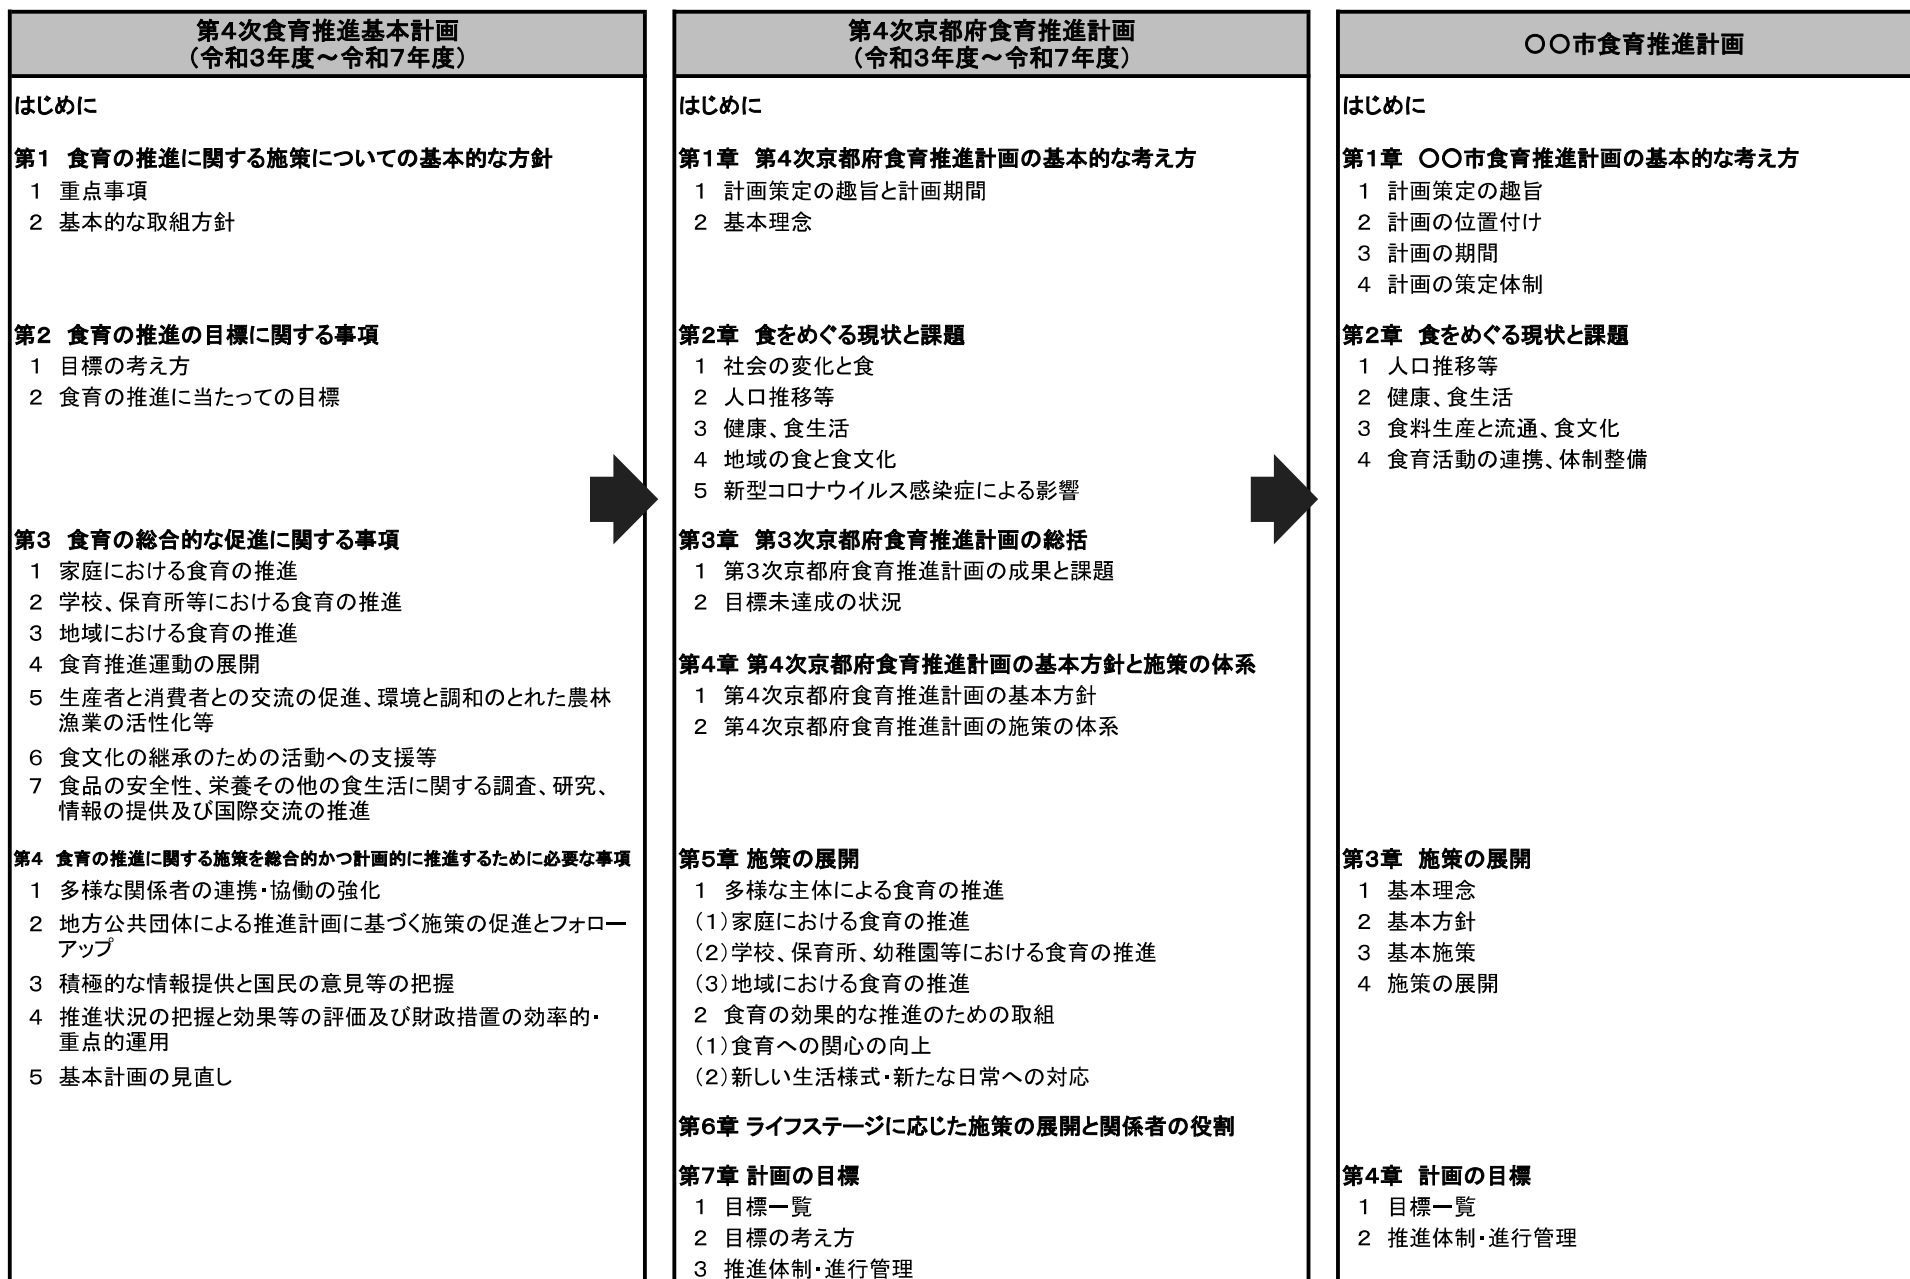 第4次食育推進基本計画
（令和3年度～令和7年度）
はじめに
第1　食育の推進に関する施策についての基本的な方針
1　重点事項
2　基本的な取組方針
第2　食育の推進の目標に関する事項
1　目標の考え方
2　食育の推進に当たっての目標
第3　食育の総合的な促進に関する事項
1　家庭における食育の推進
2　学校、保育所等における食育の推進
3　地域における食育の推進
4　食育推進運動の展開
5　生産者と消費者との交流の促進、環境と調和のとれた農林
漁業の活性化等
6　食文化の継承のための活動への支援等
7　食品の安全性、栄養その他の食生活に関する調査、研究、
情報の提供及び国際交流の推進
第4　食育の推進に関する施策を総合的かつ計画的に推進するために必要な事項
1　多様な関係者の連携・協働の強化
2　地方公共団体による推進計画に基づく施策の促進とフォロー
アップ
3　積極的な情報提供と国民の意見等の把握
4　推進状況の把握と効果等の評価及び財政措置の効率的・
重点的運用
5　基本計画の見直し
第4次京都府食育推進計画
（令和3年度～令和7年度）
はじめに
第1章　第4次京都府食育推進計画の基本的な考え方
1　計画策定の趣旨と計画期間
2　基本理念
第2章　食をめぐる現状と課題
1　社会の変化と食
2　人口推移等
3　健康、食生活
4　地域の食と食文化
5　新型コロナウイルス感染症による影響
第3章　第3次京都府食育推進計画の総括
1　第3次京都府食育推進計画の成果と課題
2　目標未達成の状況
第4章 第4次京都府食育推進計画の基本方針と施策の体系
1　第4次京都府食育推進計画の基本方針
2　第4次京都府食育推進計画の施策の体系
第5章 施策の展開
1　多様な主体による食育の推進
（1）家庭における食育の推進
（2）学校、保育所、幼稚園等における食育の推進
（3）地域における食育の推進
2　食育の効果的な推進のための取組
（1）食育への関心の向上
（2）新しい生活様式・新たな日常への対応
第6章 ライフステージに応じた施策の展開と関係者の役割
第7章 計画の目標
1　目標一覧
2　目標の考え方
3　推進体制・進行管理
〇〇市食育推進計画
はじめに
第1章　〇〇市食育推進計画の基本的な考え方
1　計画策定の趣旨
2　計画の位置付け
3　計画の期間
4　計画の策定体制
第2章　食をめぐる現状と課題
1　人口推移等
2　健康、食生活
3　食料生産と流通、食文化
4　食育活動の連携、体制整備
第3章　施策の展開
1　基本理念
2　基本方針
3　基本施策
4　施策の展開
第4章　計画の目標
1　目標一覧
2　推進体制・進行管理